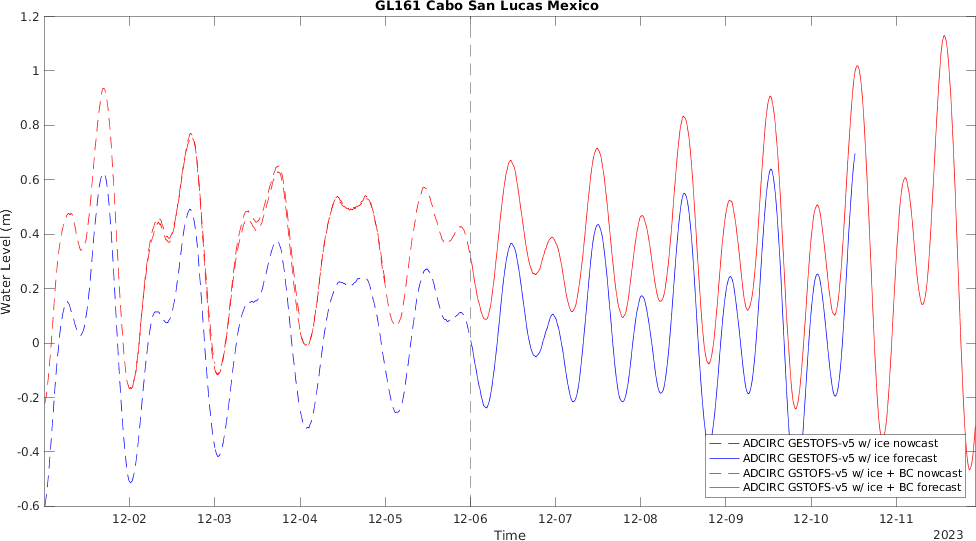 GL161 Cabo San Lucas Mexico
1.2
1
0.8
0.6
0.4
0.2
0
-0.2
-0.4
-0.6
Water Level (m)
ADCIRC GESTOFS-v5 w/ ice nowcast
ADCIRC GESTOFS-v5 w/ ice forecast
ADCIRC GSTOFS-v5 w/ ice + BC nowcast
ADCIRC GSTOFS-v5 w/ ice + BC forecast
12-02 12-03 12-04 12-05 12-06 12-07 12-08 12-09 12-10 12-11
Time
2023